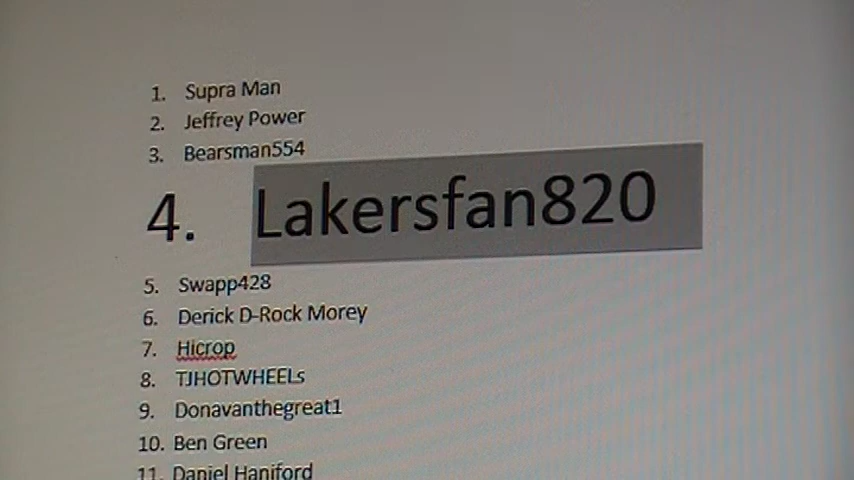 1. Supra Man
2. Jeffrey Power
3. Bearsman554
4. Lakersfan820
5. Swapp428
6. Derick D-Rock Morey
7. Hicrop
8. TJHOTWHEELs
9. Donavanthegreat1
10. Ben Green
11. Daniel Haniford